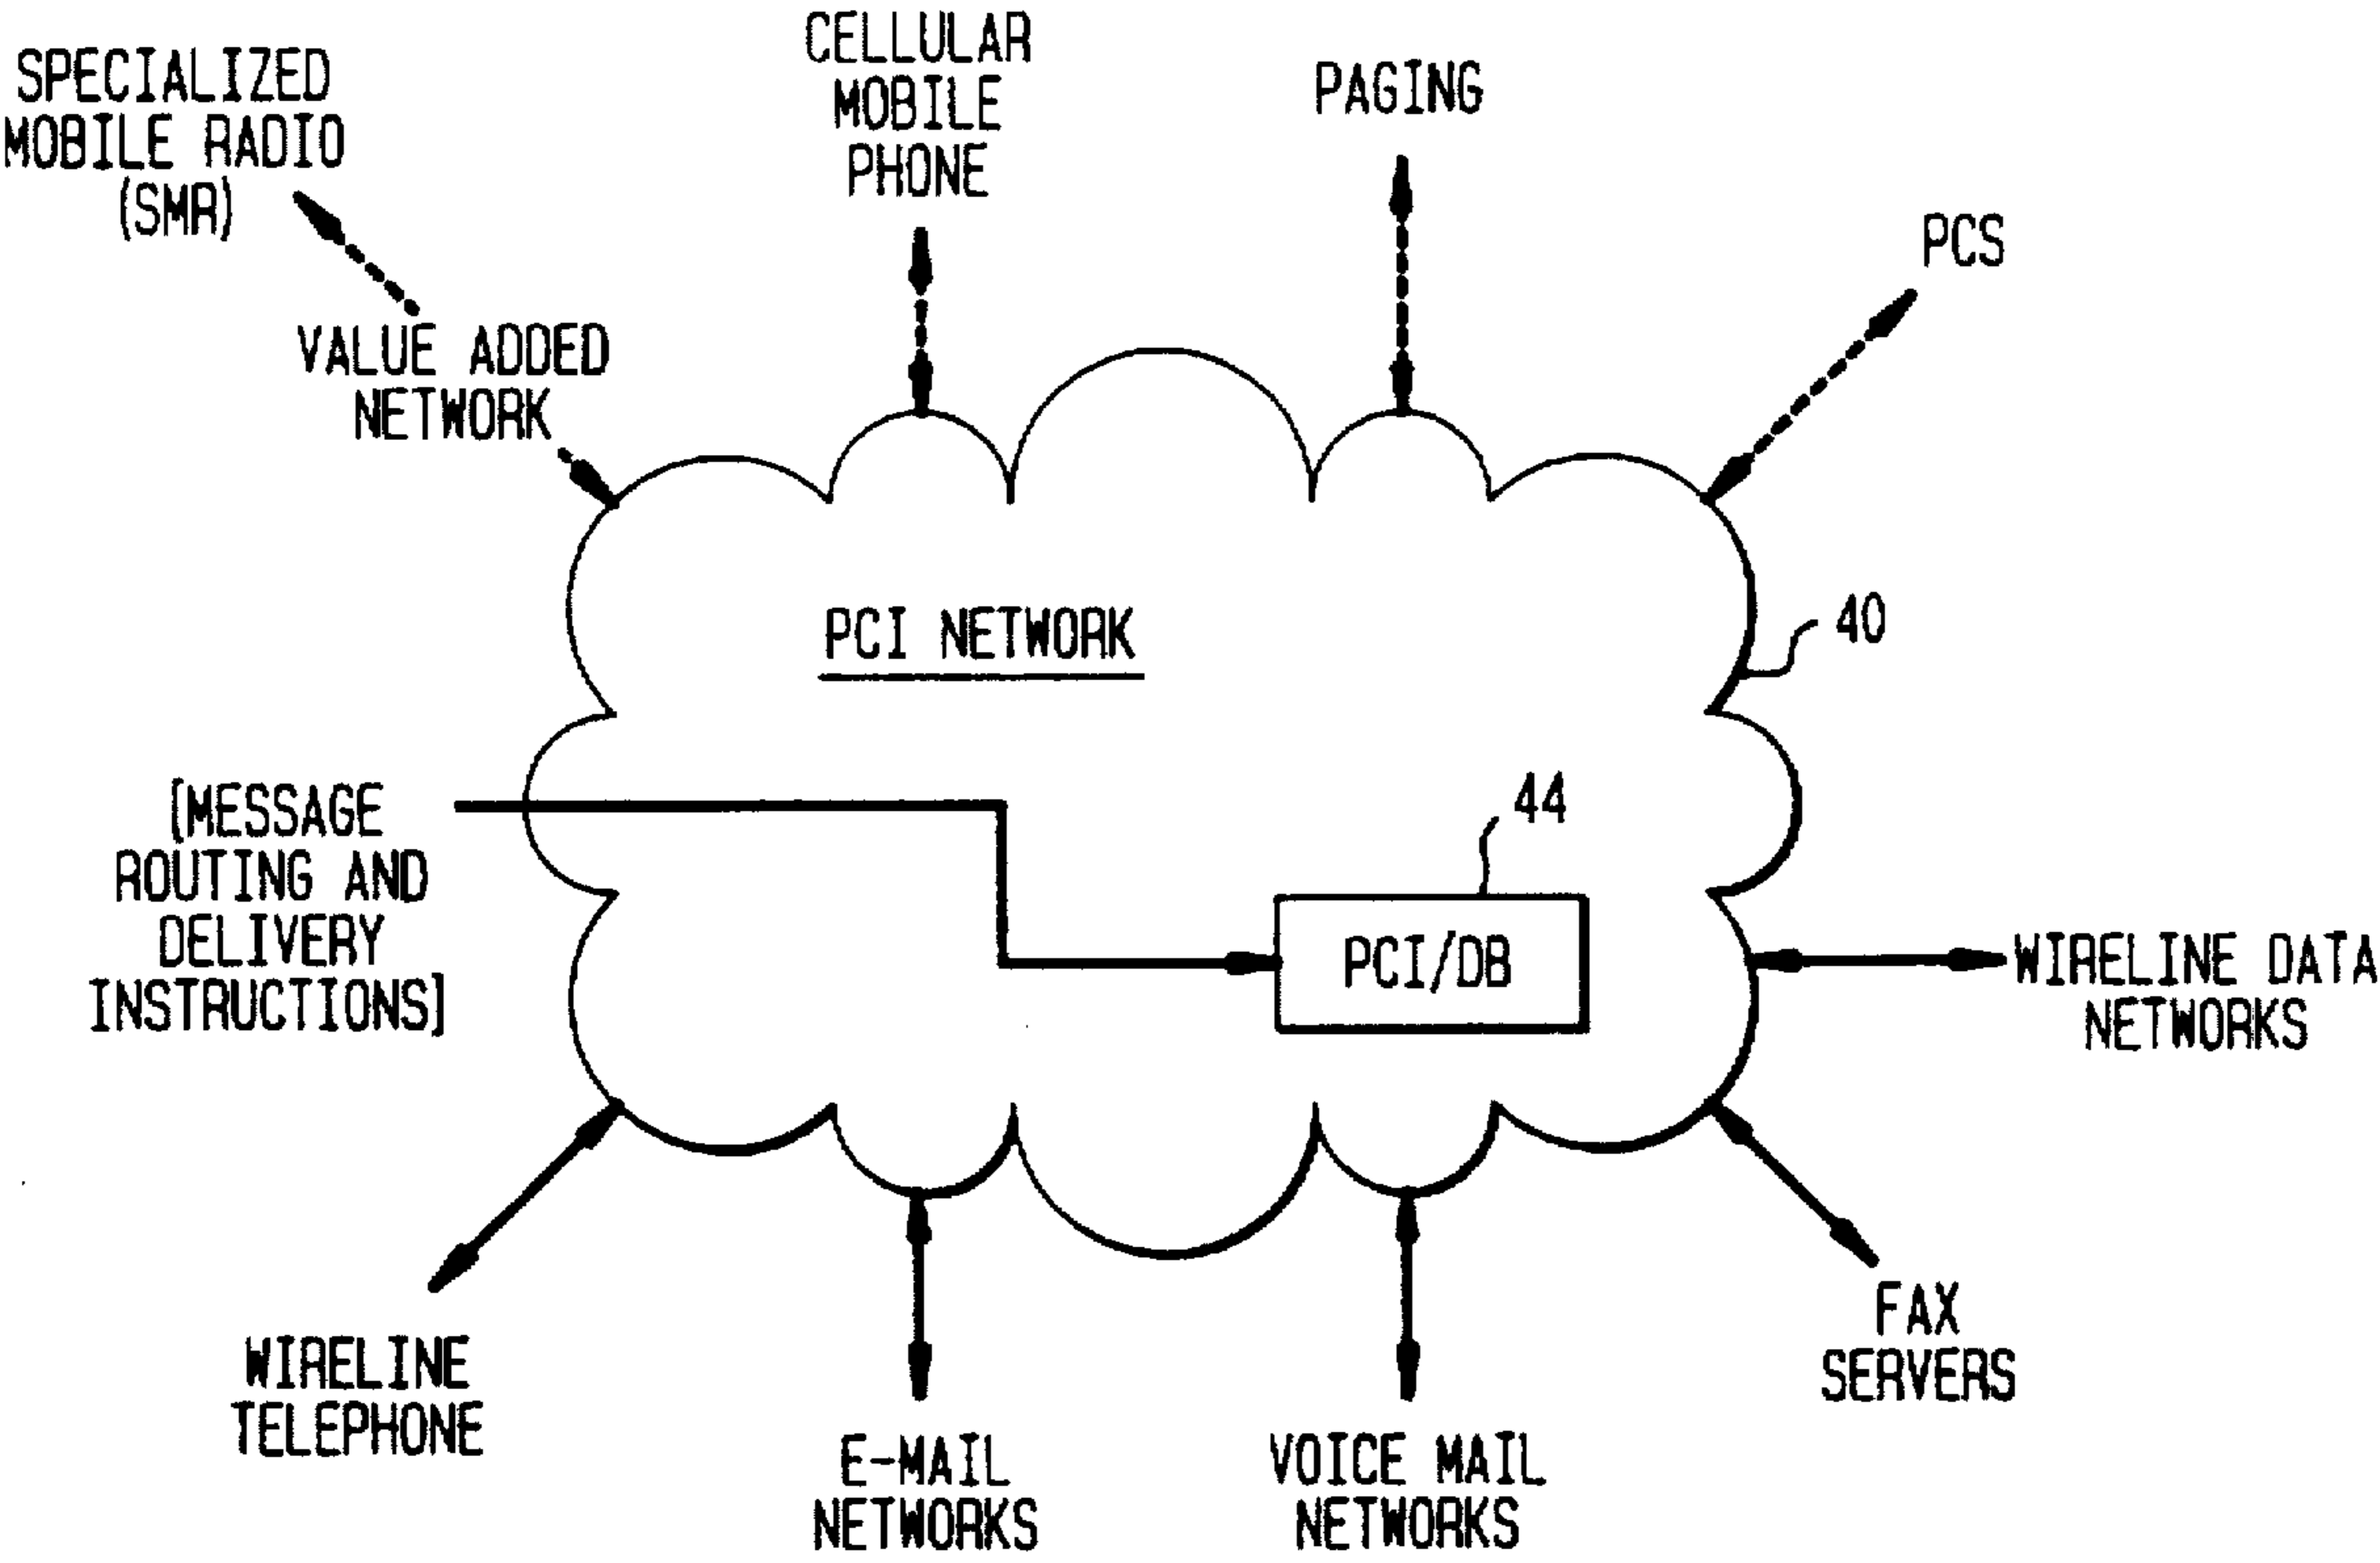 SPECIALIZED
MOBILE RADIO
(SMR)
CELLULAR
MOBILE
PHONE
PAGING
PCS
VALUE ADDED
NETWORK
PCI NETWORK
40
[MESSAGE
ROUTING AND
DELIVERY
INSTRUCTIONS]
44
PCI/DB
WIRELINE DATA
NETWORKS
FAX
SERVERS
WIRELINE
TELEPHONE
E-MAIL
NETWORKS
VOICE MAIL
NETWORKS